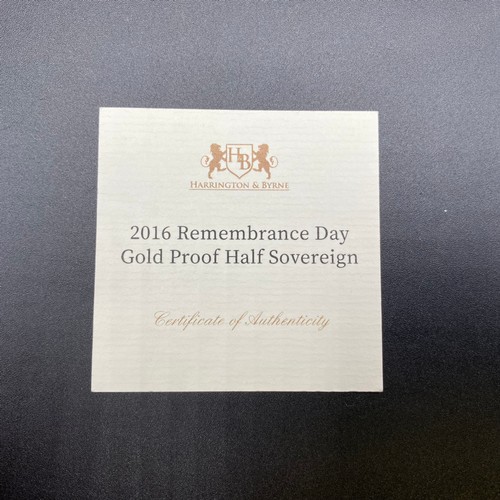 HB
HARRINGTON & BYRNE
2016 Remembrance Day
Gold Proof Half Sovereign
Certificate of Authenticity